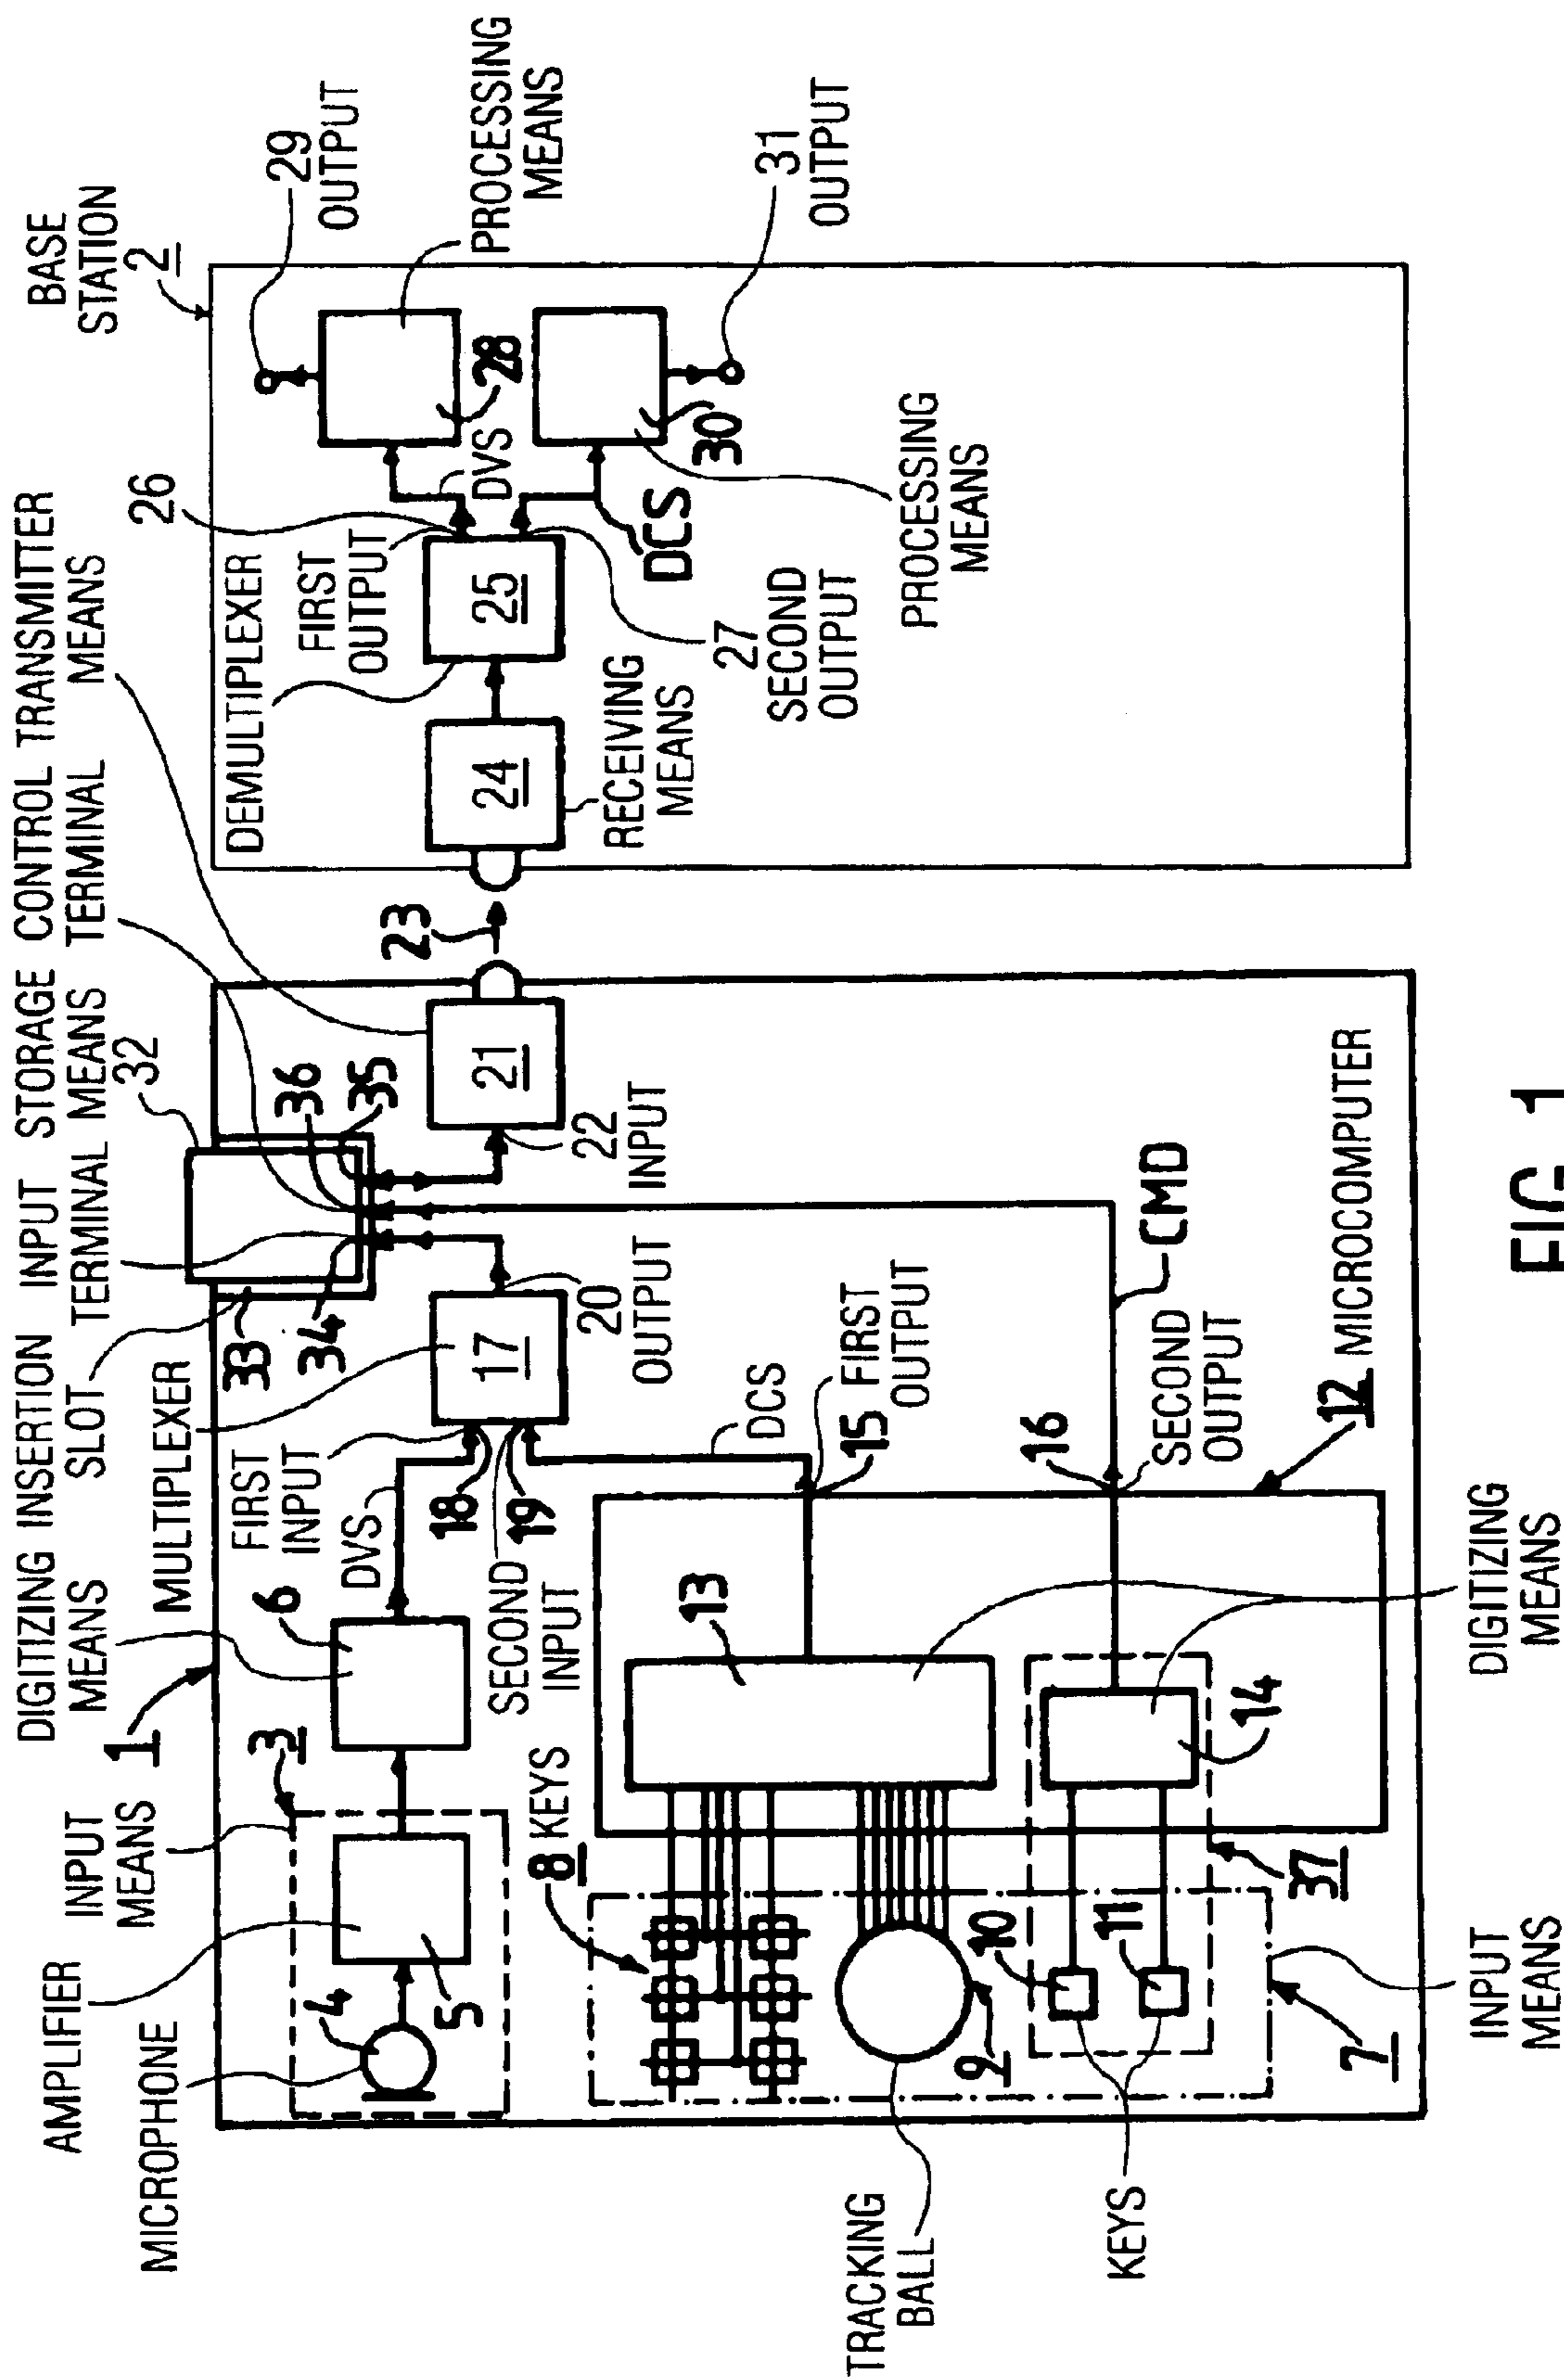 DIGITIZING INSERTION INPUT STORAGE CONTROL TRANSMITTER
MEANS SLOT TERMINAL MEANS TERMINAL MEANS
32
BASE
STATION
2
1
INPUT
MEANS
AMPLIFIER
MICROPHONE
3
4
5
6
DVS
MULTIPLEXER
FIRST
INPUT
18
19
SECOND
INPUT
17
20
OUTPUT
33
34
36
35
21
22
INPUT
23
DEMULTIPLEXER
24
RECEIVING
MEANS
FIRST
OUTPUT
26
25
27
SECOND
OUTPUT
DVS
DCS
28
29
OUTPUT
PROCESSING
MEANS
30
31
OUTPUT
PROCESSING
MEANS
8 KEYS
9
TRACKING
BALL
10
11
KEYS
7
INPUT
MEANS
37
13
14
DIGITIZING
MEANS
12 MICROCOMPUTER
15
FIRST
OUTPUT
DCS
16
SECOND
OUTPUT
CMD
FIG. 1